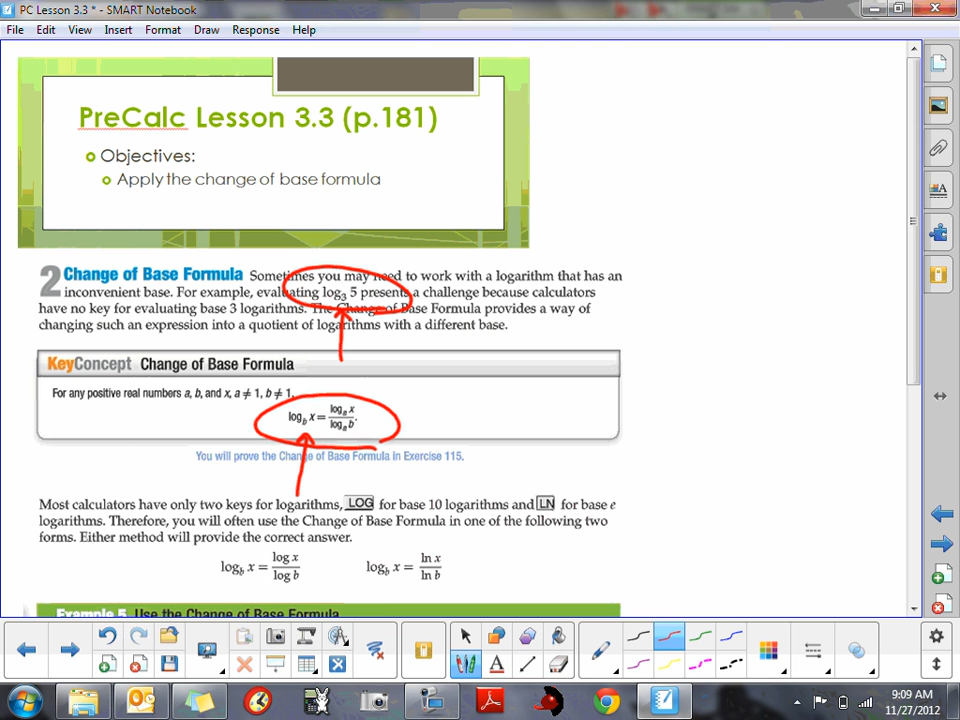 PC Lesson 3.3 * - SMART Notebook
File Edit View Insert Format Draw Response Help
PreCalc Lesson 3.3 (p.181)
Objectives:
Apply the change of base formula
2 Change of Base Formula Sometimes you may need to work with a logarithm that has an
inconvenient base. For example, evaluating log₃ 5 presents a challenge because calculators
have no key for evaluating base 3 logarithms. The Change of Base Formula provides a way of
changing such an expression into a quotient of logarithms with a different base.
KeyConcept Change of Base Formula
For any positive real numbers a, b, and x, a ≠ 1, b ≠ 1,
log_b x = log_a x / log_a b.
You will prove the Change of Base Formula in Exercise 115.
Most calculators have only two keys for logarithms, LOG for base 10 logarithms and LN for base e
logarithms. Therefore, you will often use the Change of Base Formula in one of the following two
forms. Either method will provide the correct answer.
log_b x = log x / log b log_b x = ln x / ln b
Example 5 Use the Change of Base Formula
9:09 AM
11/27/2012